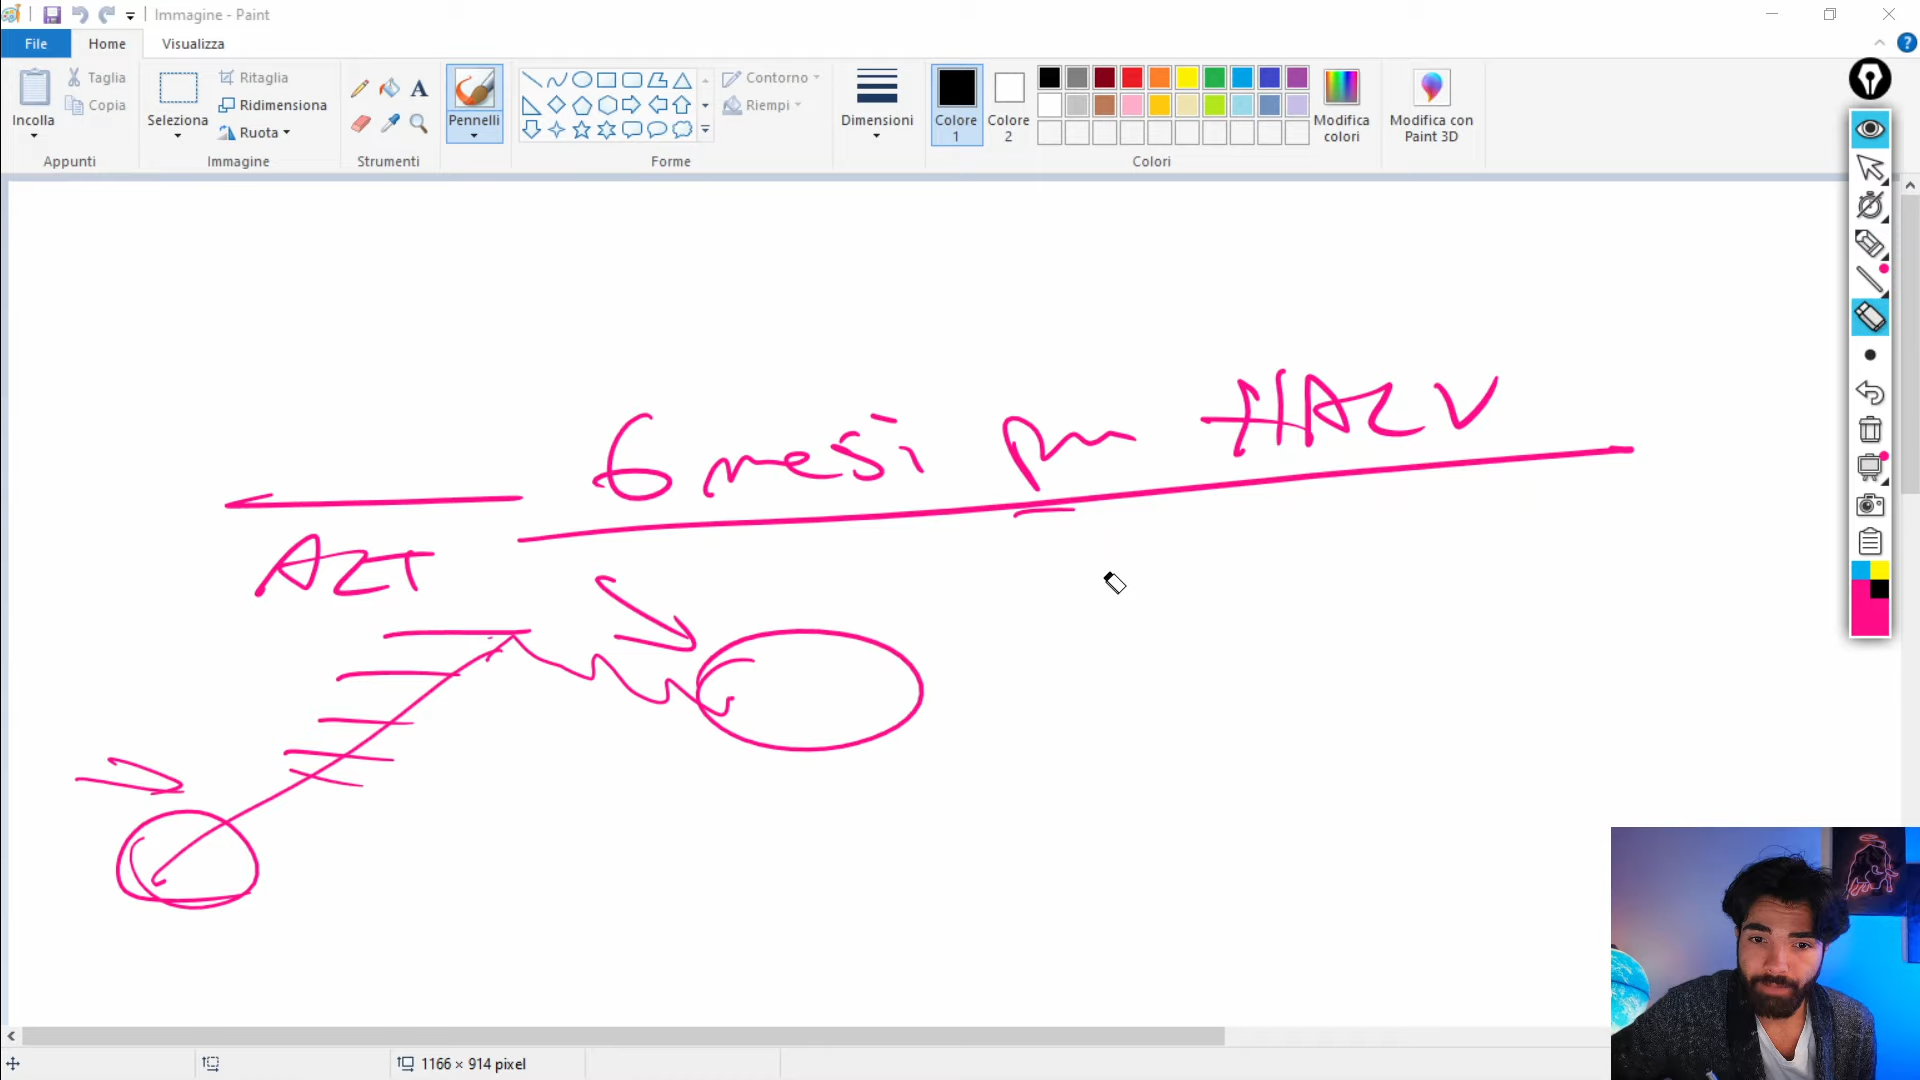 Immagine - Paint
File Home Visualizza
Incolla
Taglia
Copia
Appunti
Seleziona
Ritaglia
Ridimensiona
Ruota
Immagine
Strumenti
Pennelli
Forme
Contorno
Riempi
Dimensioni
Colore 1
Colore 2
Colori
Modifica colori
Modifica con Paint 3D
6 mesi
AZT
1166 × 914 pixel